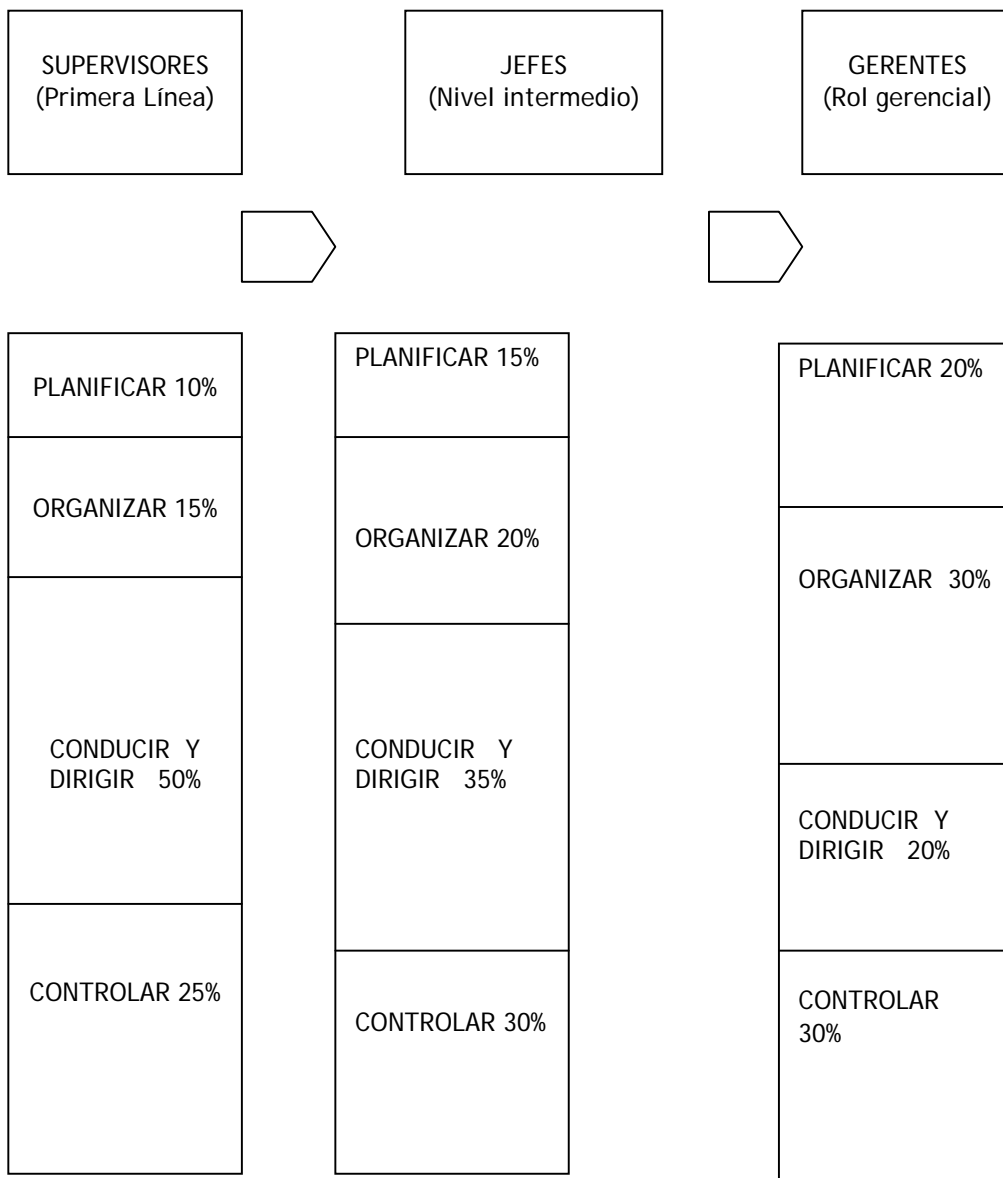 SUPERVISORES
(Primera Línea)
JEFES
(Nivel intermedio)
GERENTES
(Rol gerencial)
PLANIFICAR 10%
ORGANIZAR 15%
CONDUCIR Y
DIRIGIR 50%
CONTROLAR 25%
PLANIFICAR 15%
ORGANIZAR 20%
CONDUCIR Y
DIRIGIR 35%
CONTROLAR 30%
PLANIFICAR 20%
ORGANIZAR 30%
CONDUCIR Y
DIRIGIR 20%
CONTROLAR
30%